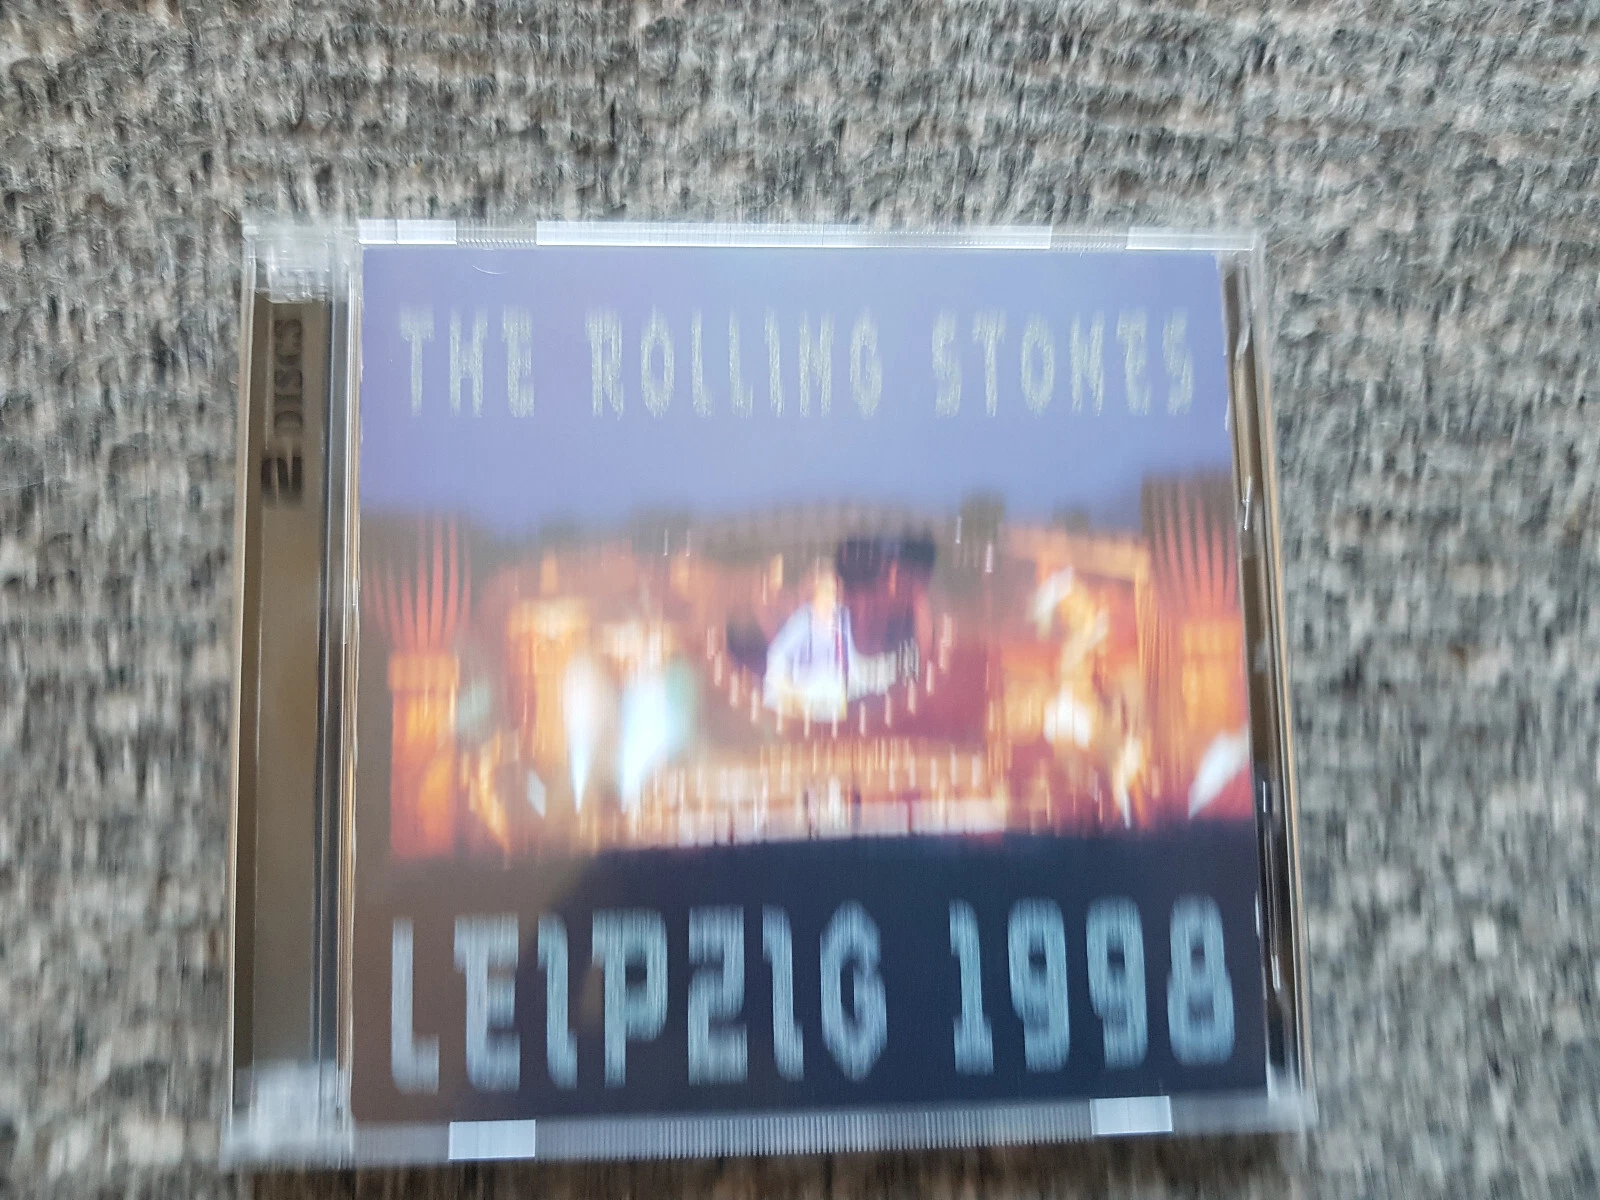 THE ROLLING STONES
2 DISCS
LEIPZIG 1998